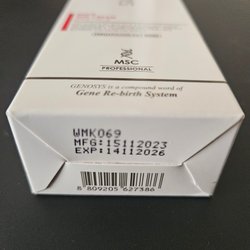 MSC
PROFESSIONAL
GENOSYS is a compound word of
Gene Re-birth System
WMK069
MFG:15112023
EXP:14112026
8 809205 627386